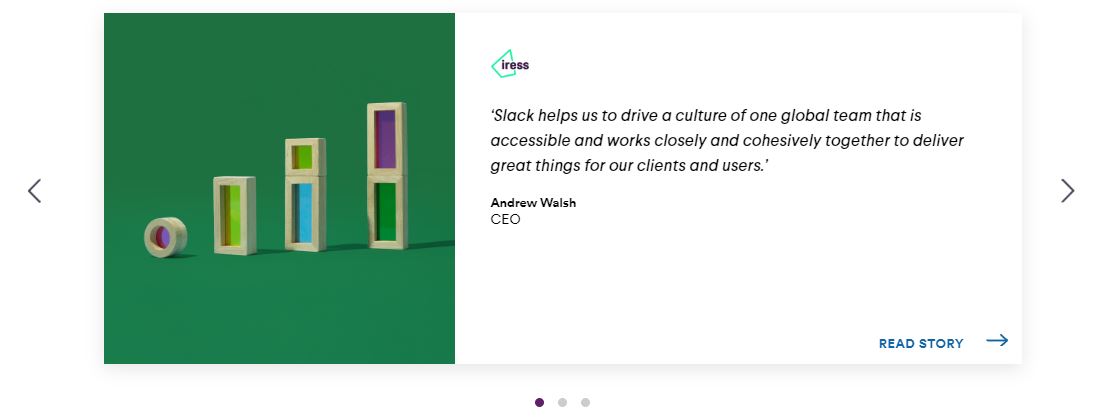 iress
‘Slack helps us to drive a culture of one global team that is
accessible and works closely and cohesively together to deliver
great things for our clients and users.’
Andrew Walsh
CEO
READ STORY